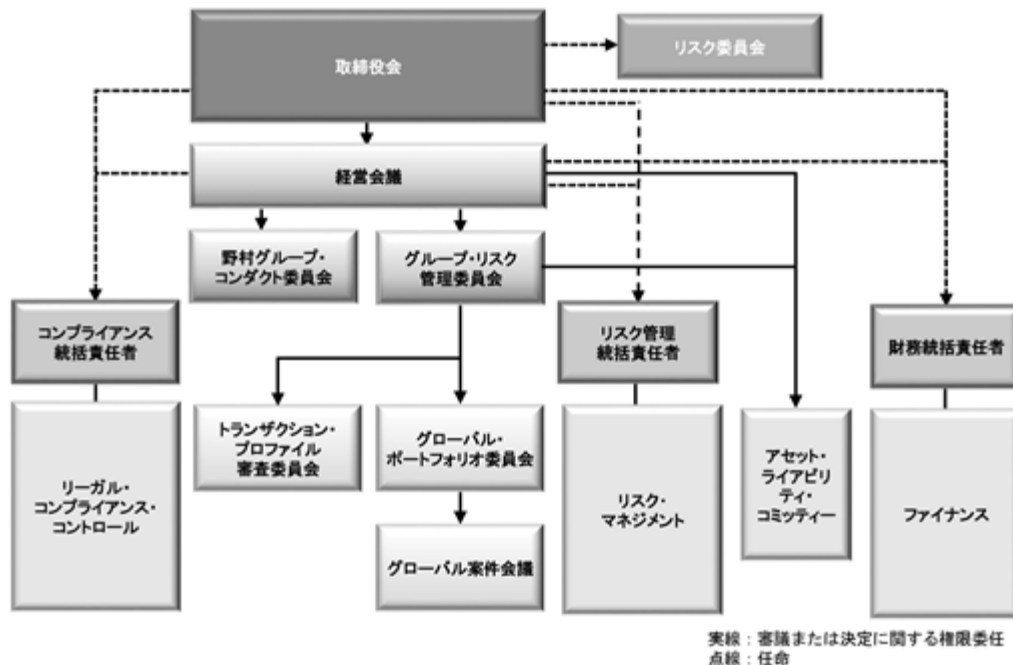 取締役会
リスク委員会
経営会議
野村グループ・
コンダクト委員会
グループ・リスク
管理委員会
コンプライアンス
統括責任者
リスク管理
統括責任者
財務統括責任者
リーガル・
コンプライアンス・
コントロール
トランザクション・
プロファイル
審査委員会
グローバル・
ポートフォリオ委員会
リスク・
マネジメント
アセット・
ライアビリ
ティ・
コミッティー
ファイナンス
グローバル案件会議
実線：審議または決定に関する権限委任
点線：任命